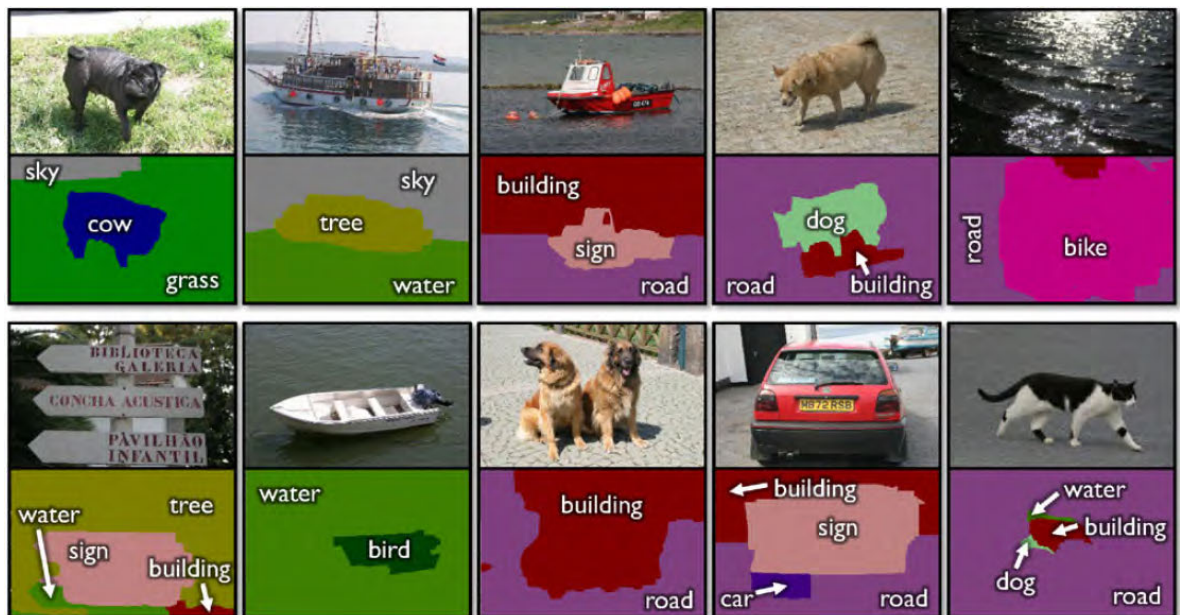 sky
cow
grass
sky
tree
water
building
sign
road
dog
road
building
road
bike
BIBLIOTECA
GALERIA
CONCHA ACUSTICA
PAVILHÃO
INFANTIL
M872 RSB
water
tree
sign
building
water
bird
building
road
building
sign
car
road
water
building
dog
road